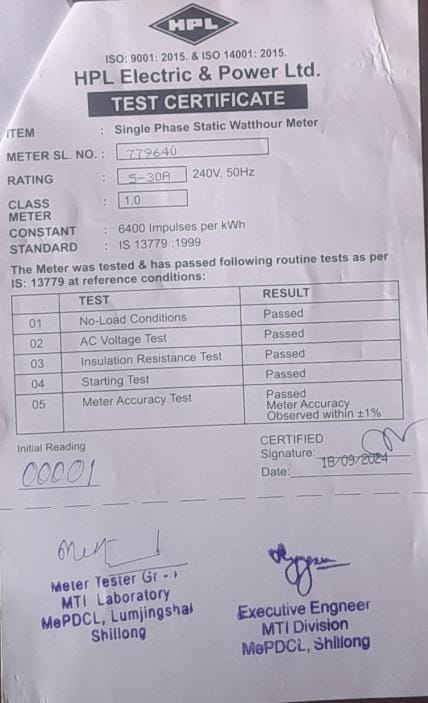 HPL
ISO: 9001: 2015. & ISO 14001: 2015.
HPL Electric & Power Ltd.
TEST CERTIFICATE
ITEM : Single Phase Static Watthour Meter
METER SL. NO. : 779640
RATING : 5-30A 240V, 50Hz
CLASS : 1.0
METER
CONSTANT : 6400 Impulses per kWh
STANDARD : IS 13779 :1999
The Meter was tested & has passed following routine tests as per
IS: 13779 at reference conditions:
TEST RESULT
01 No-Load Conditions Passed
02 AC Voltage Test Passed
03 Insulation Resistance Test Passed
04 Starting Test Passed
05 Meter Accuracy Test Passed
Meter Accuracy
Observed within ±1%
Initial Reading
00001
CERTIFIED
Signature:
Date: 18/09/2024
Meter Tester
MTI Laboratory
MePDCL, Lumjingshai
Shillong
Executive Engneer
MTI Division
MePDCL, Shillong